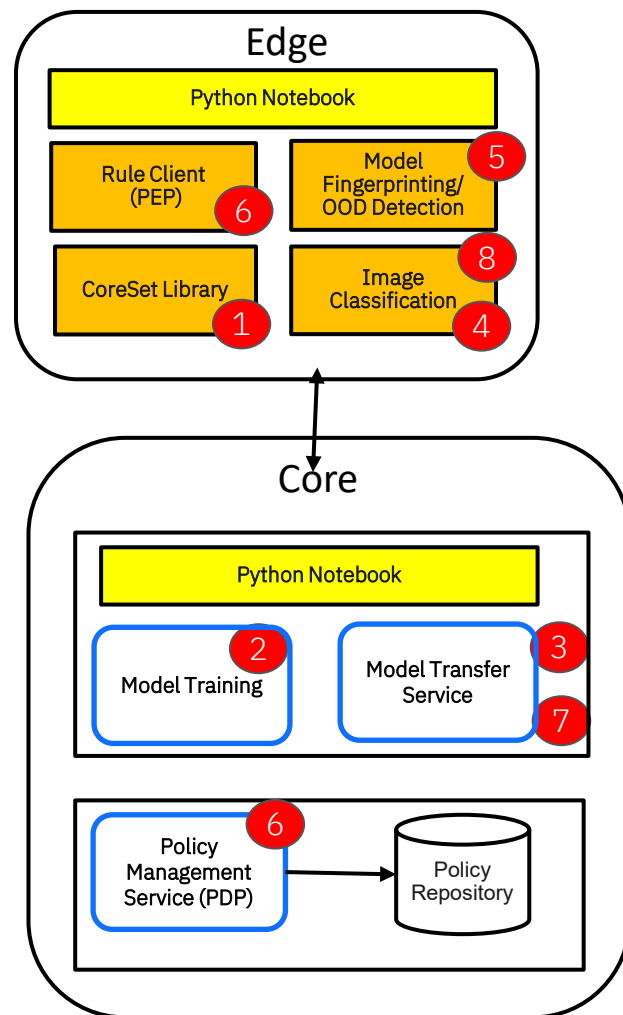 Edge
Python Notebook
Rule Client
(PEP)
6
Model
Fingerprinting/
OOD Detection
5
CoreSet Library
1
Image
Classification
8
4
Core
Python Notebook
Model Training
2
Model Transfer
Service
3
7
Policy
Management
Service (PDP)
6
Policy
Repository